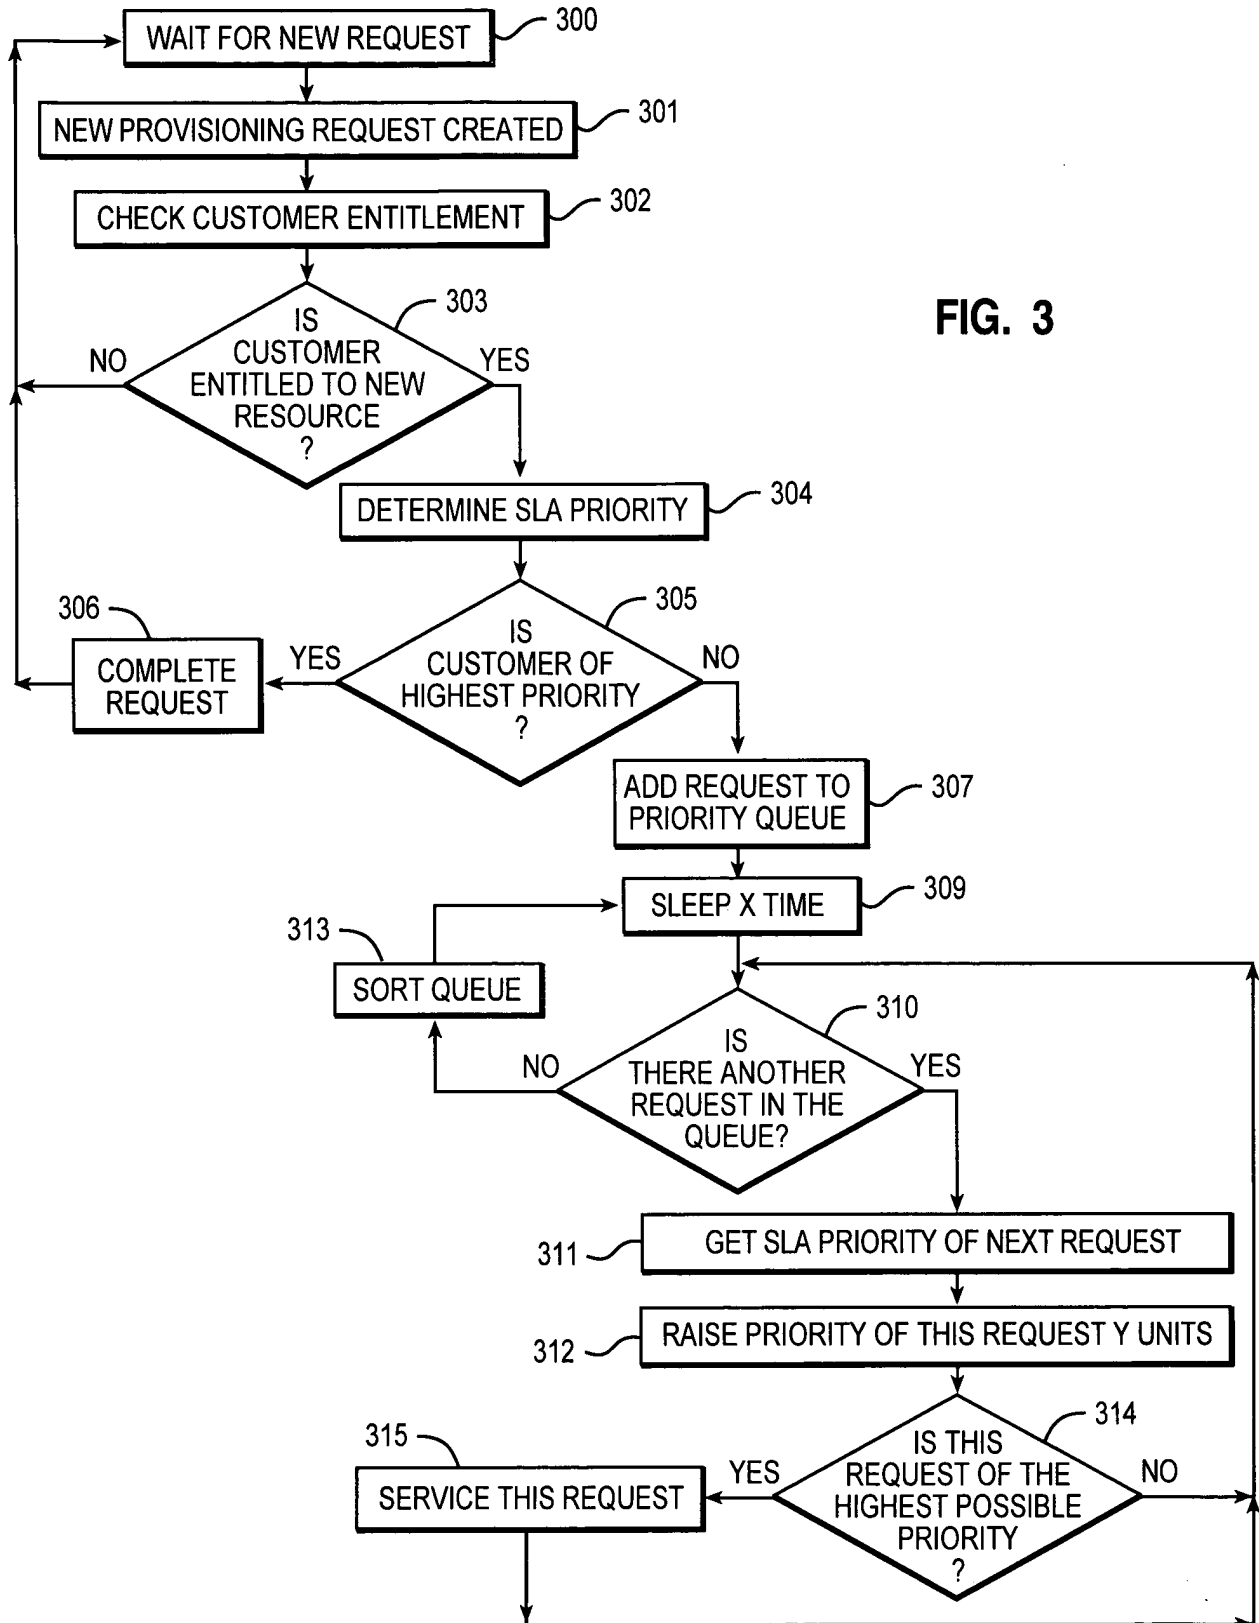 300
WAIT FOR NEW REQUEST
301
NEW PROVISIONING REQUEST CREATED
302
CHECK CUSTOMER ENTITLEMENT
303
IS
CUSTOMER
ENTITLED TO NEW
RESOURCE
?
NO
YES
FIG. 3
304
DETERMINE SLA PRIORITY
305
IS
CUSTOMER OF
HIGHEST PRIORITY
?
YES
NO
306
COMPLETE
REQUEST
307
ADD REQUEST TO
PRIORITY QUEUE
309
SLEEP X TIME
313
SORT QUEUE
310
IS
THERE ANOTHER
REQUEST IN THE
QUEUE?
NO
YES
311
GET SLA PRIORITY OF NEXT REQUEST
312
RAISE PRIORITY OF THIS REQUEST Y UNITS
314
IS THIS
REQUEST OF THE
HIGHEST POSSIBLE
PRIORITY
?
YES
NO
315
SERVICE THIS REQUEST